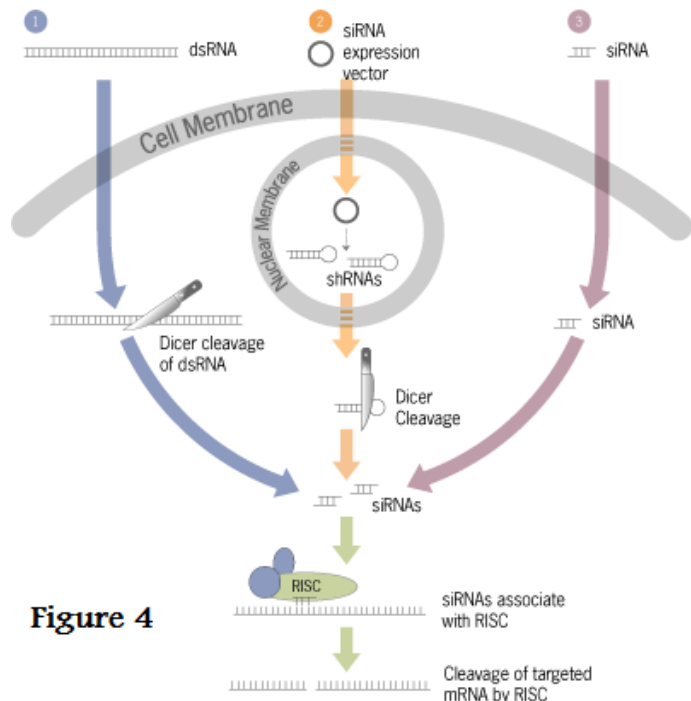 1
dsRNA
2
siRNA
expression
vector
3
siRNA
Cell Membrane
Nuclear Membrane
shRNAs
Dicer cleavage
of dsRNA
siRNA
Dicer
Cleavage
siRNAs
RISC
siRNAs associate
with RISC
Figure 4
Cleavage of targeted
mRNA by RISC